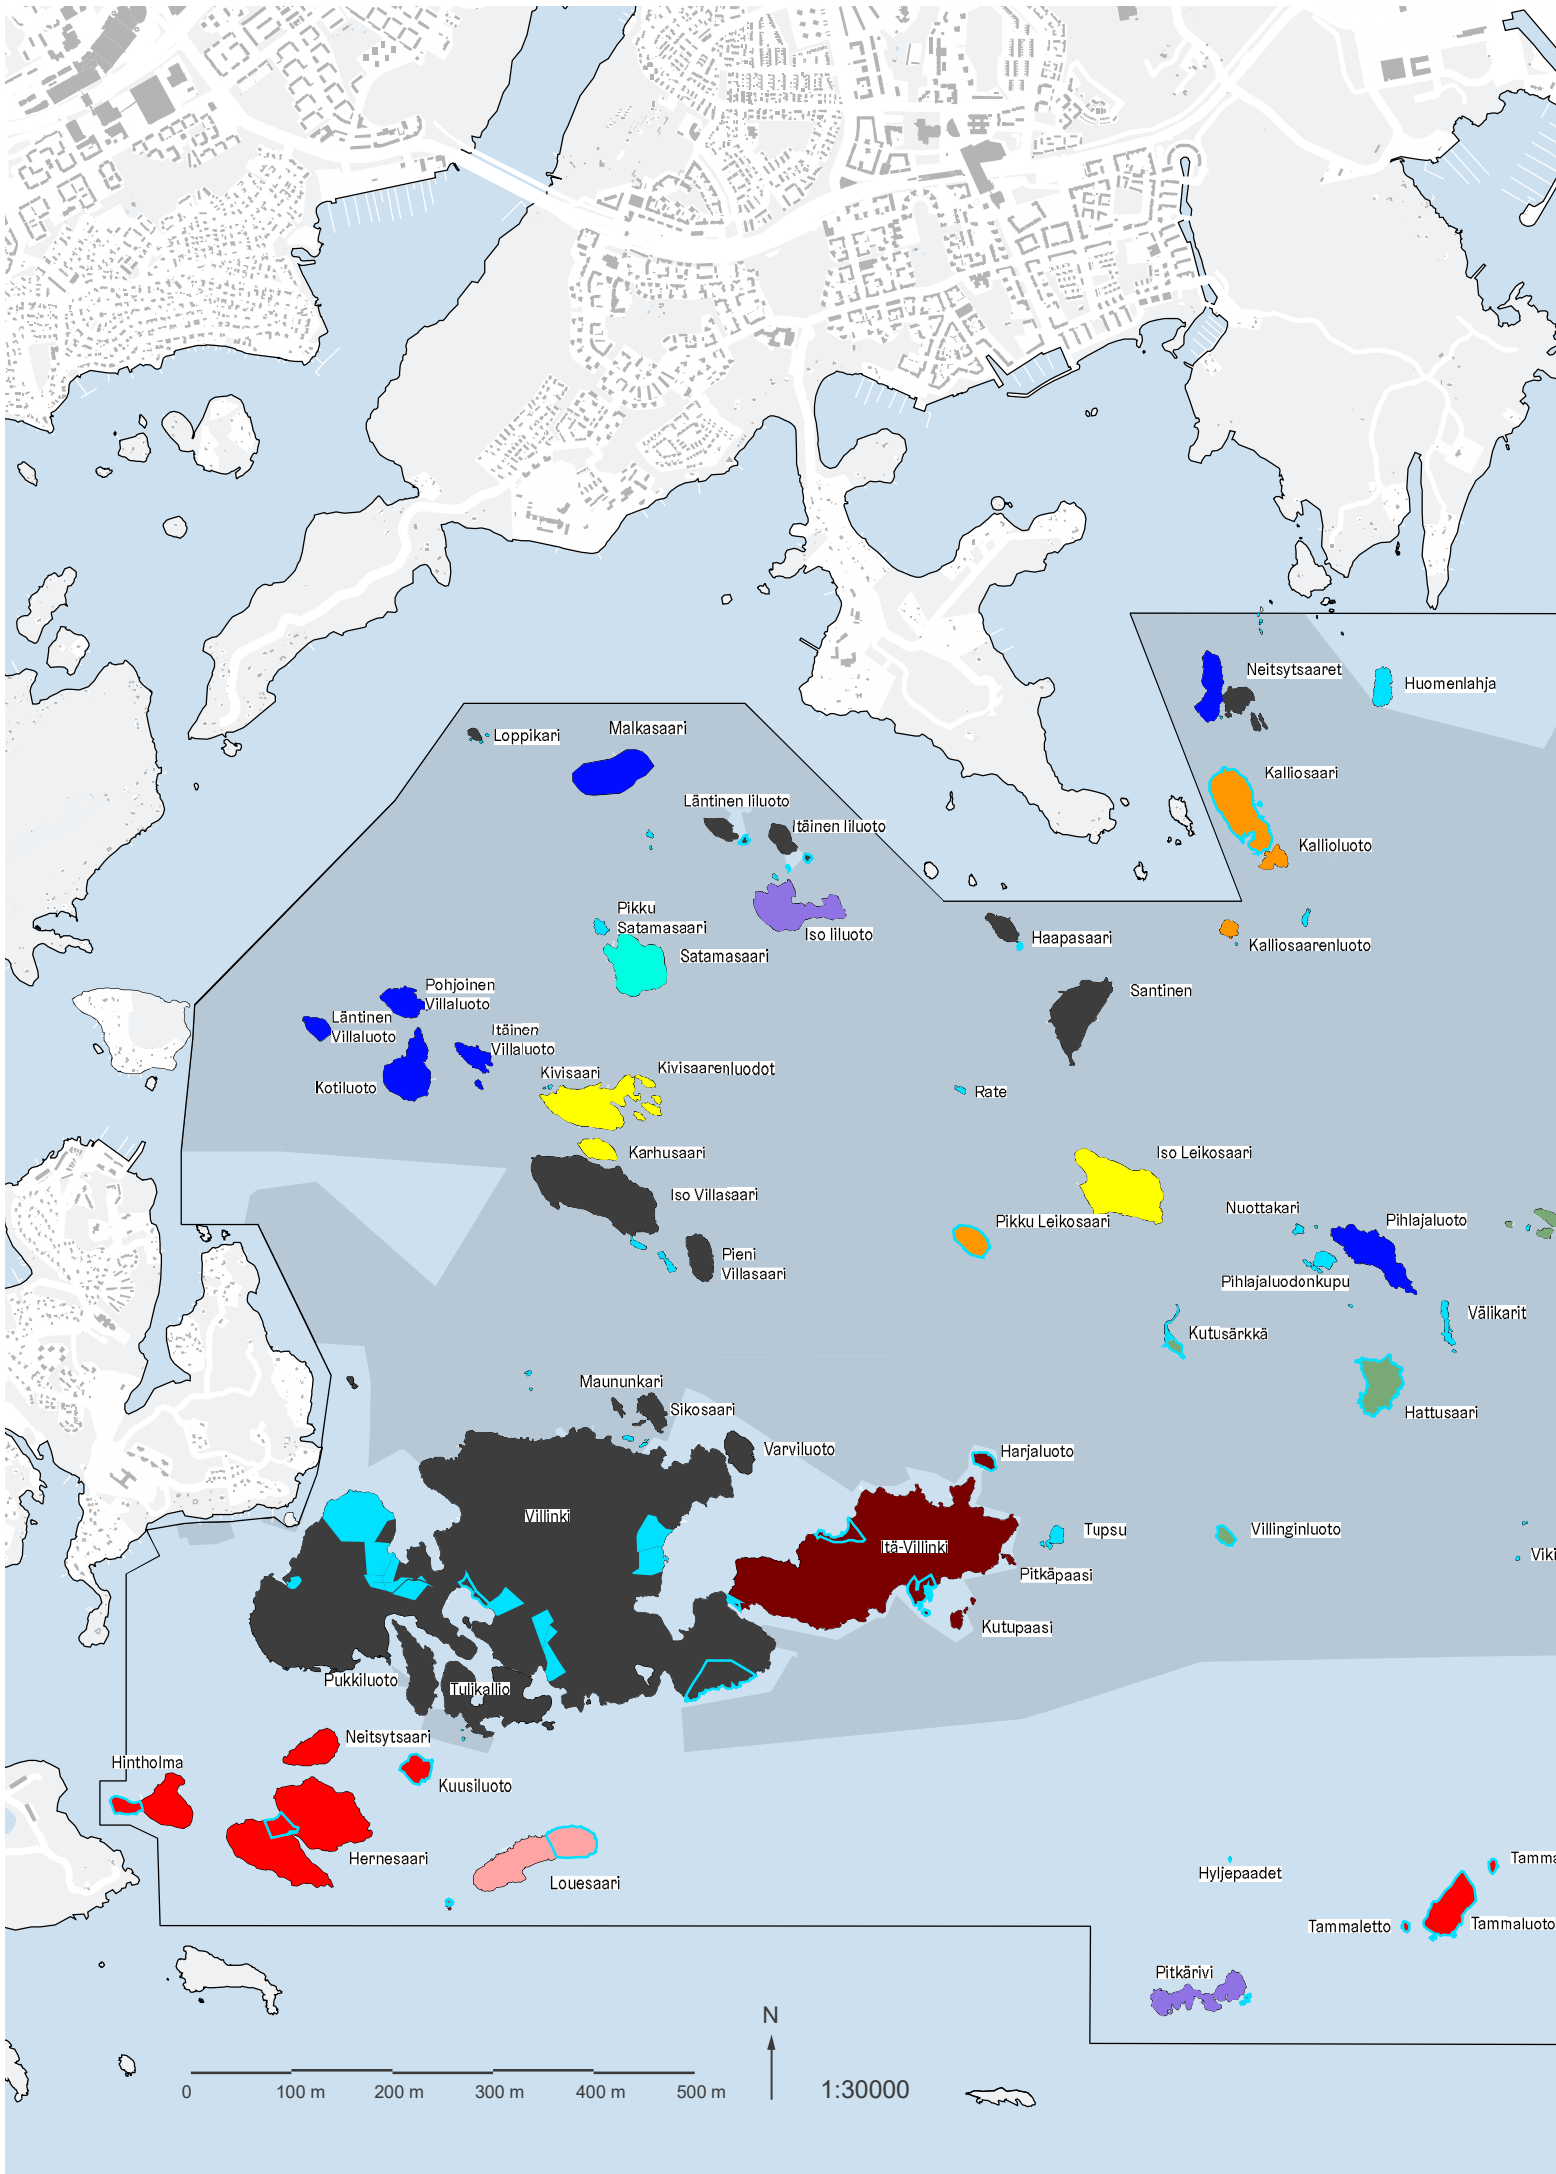 Neitsytsaaret
Huomenlahja
Loppikari
Malkasaari
Kalliosaari
Läntinen Iiluoto
Itäinen Iiluoto
Kallioluoto
Pikku
Satamasaari
Iso Iiluoto
Haapasaari
Kalliosaarenluoto
Satamasaari
Pohjoinen
Villaluoto
Santinen
Läntinen
Villaluoto
Itäinen
Villaluoto
Kivisaari
Kivisaarenluodot
Kotiluoto
Rate
Karhusaari
Iso Leikosaari
Iso Villasaari
Nuottakari
Pikku Leikosaari
Pihlajaluoto
Pieni
Villasaari
Pihlajaluodonkupu
Välikarit
Kutusärkkä
Maununkari
Sikosaari
Hattusaari
Varviluoto
Harjaluoto
Villinki
Tupsu
Villinginluoto
Itä-Villinki
Viki
Pitkäpaasi
Kutupaasi
Pukkiluoto
Tulikallio
Neitsytsaari
Hintholma
Kuusiluoto
Hernesaari
Louesaari
Tamma
Hyljepaadet
Tammaletto
Tammaluoto
Pitkärivi
N
0
100 m
200 m
300 m
400 m
500 m
1:30000